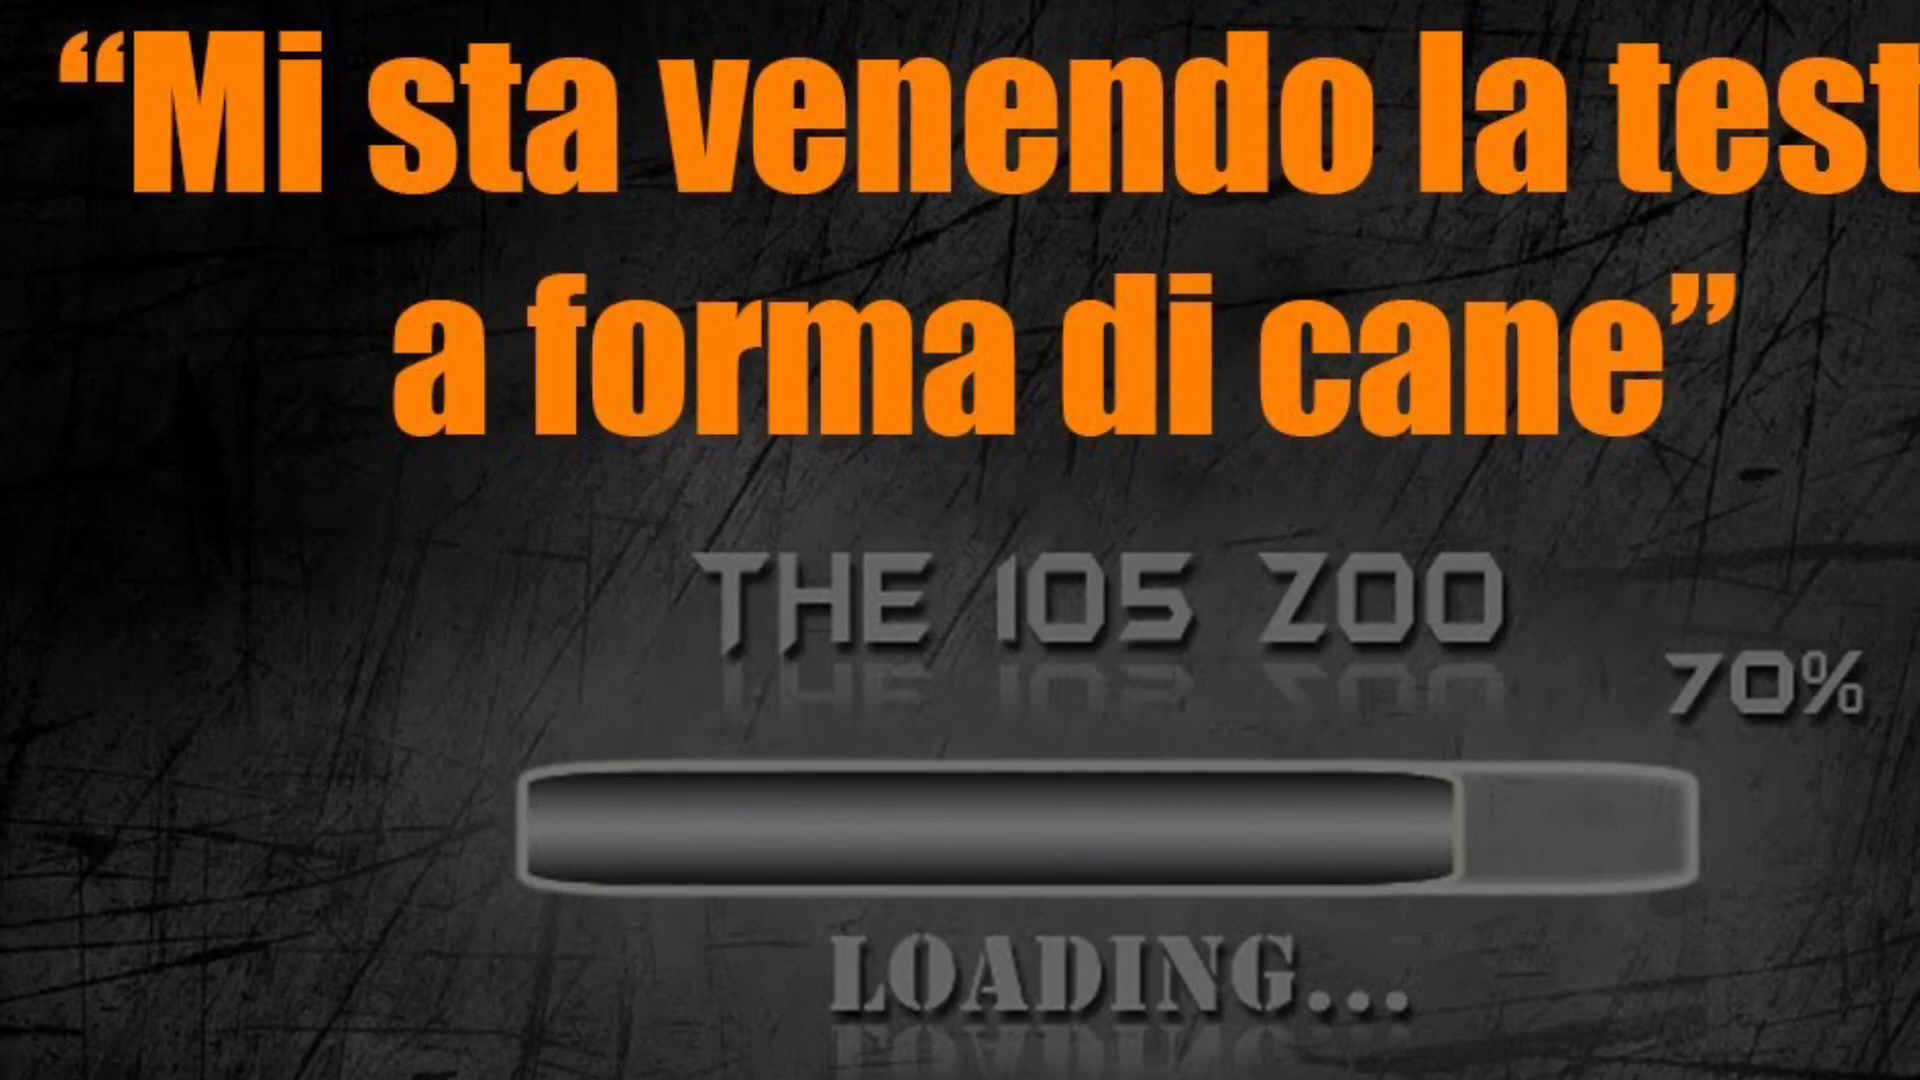 “Mi sta venendo la test
a forma di cane”
THE 105 ZOO
70%
LOADING...